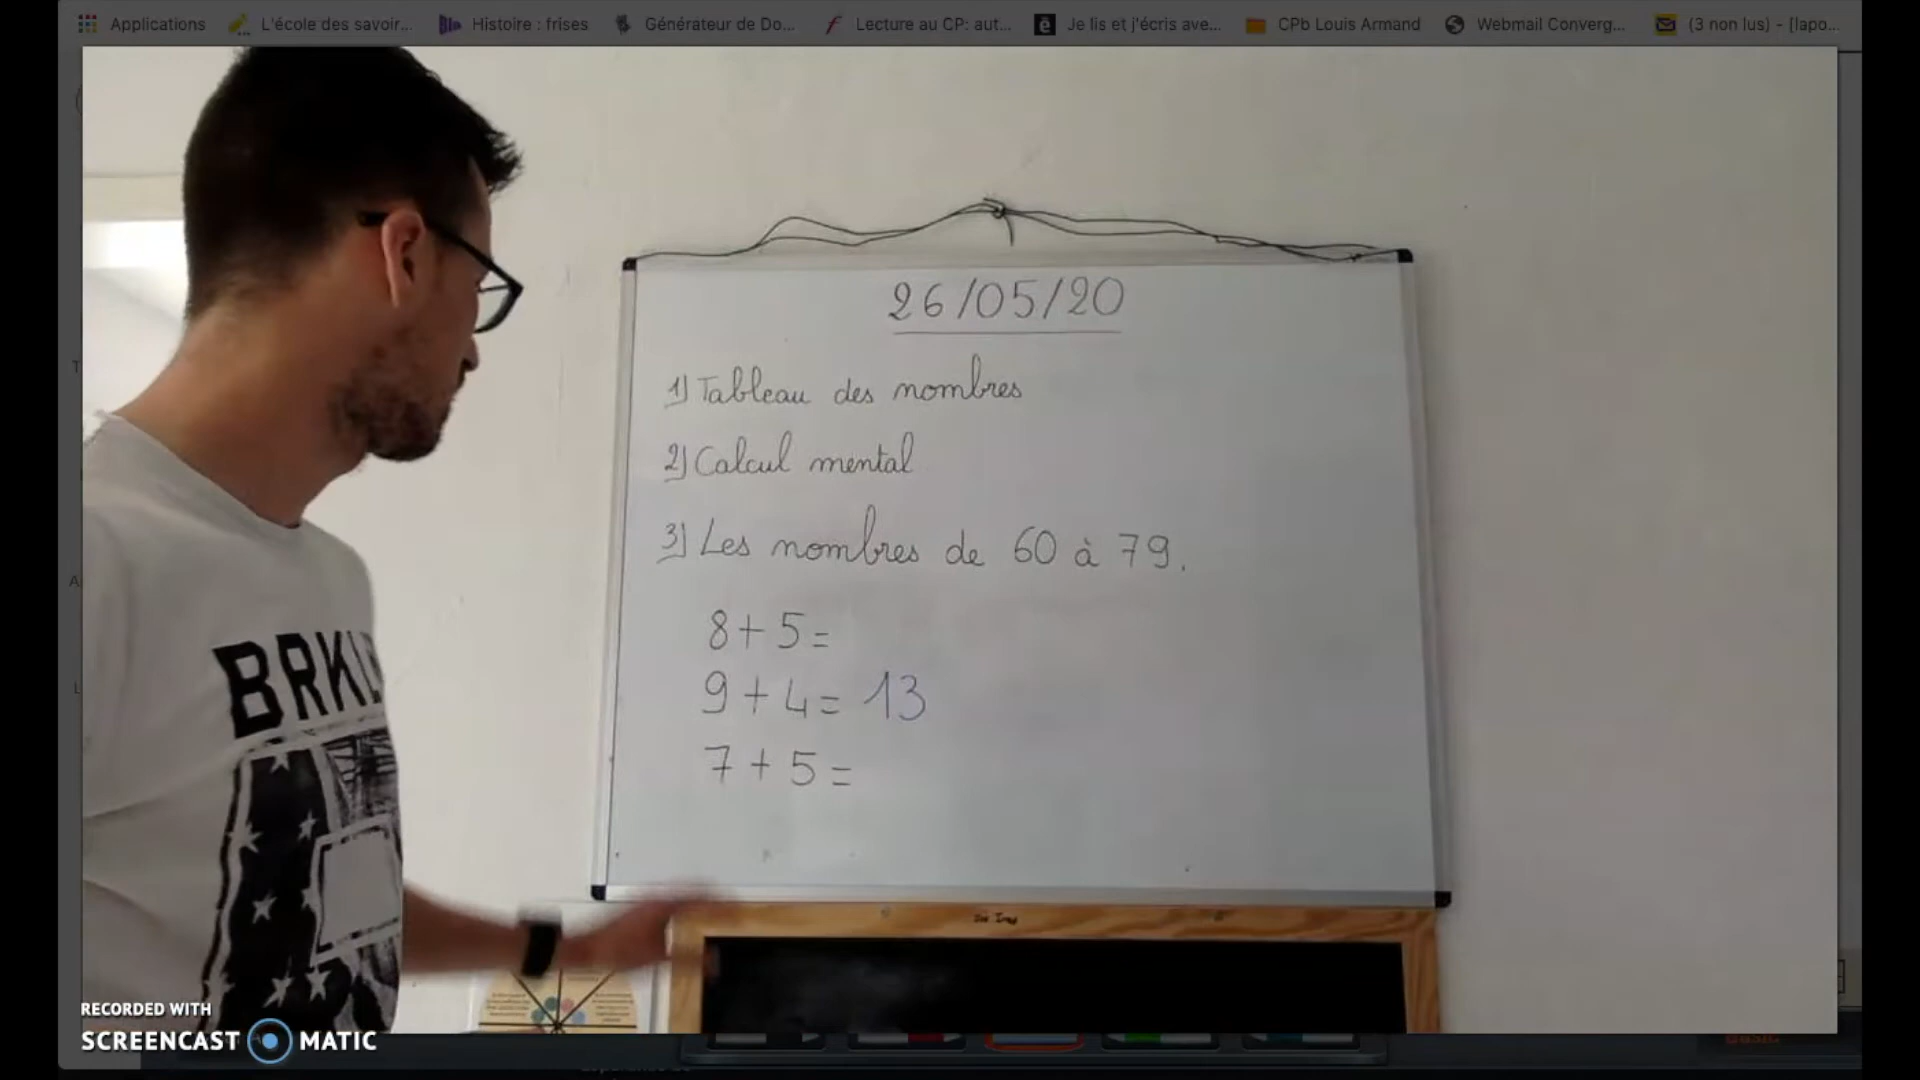 Applications
L'école des savoir...
Histoire : frises
Générateur de Do...
Lecture au CP: aut...
Je lis et j'écris ave...
CPb Louis Armand
Webmail Converg...
(3 non lus) - [lapo...
26/05/20
1) Tableau des nombres
2) Calcul mental
3) Les nombres de 60 à 79.
8+5=
9+4= 13
7+5=
RECORDED WITH
SCREENCAST MATIC